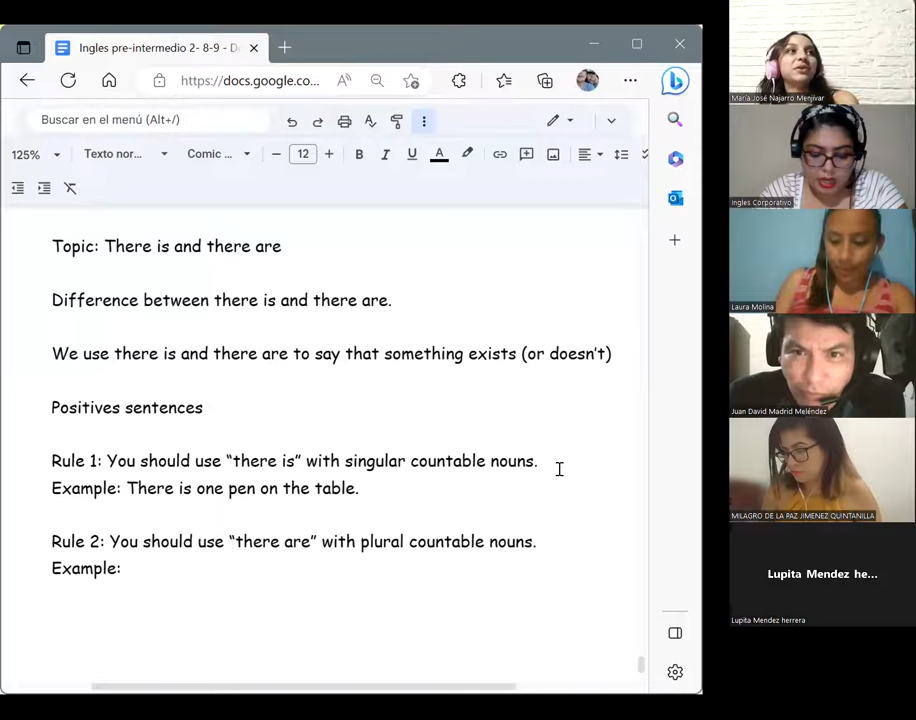 Ingles pre-intermedio 2- 8-9 - Do
https://docs.google.co...
Buscar en el menú (Alt+/)
125%
Texto nor...
Comic ...
12
B I U A
Topic: There is and there are
Difference between there is and there are.
We use there is and there are to say that something exists (or doesn't)
Positives sentences
Rule 1: You should use “there is” with singular countable nouns.
Example: There is one pen on the table.
Rule 2: You should use “there are” with plural countable nouns.
Example:
María José Najarro Menjívar
Ingles Corporativo
Laura Molina
Juan David Madrid Meléndez
MILAGRO DE LA PAZ JIMENEZ QUINTANILLA
Lupita Mendez he...
Lupita Mendez herrera